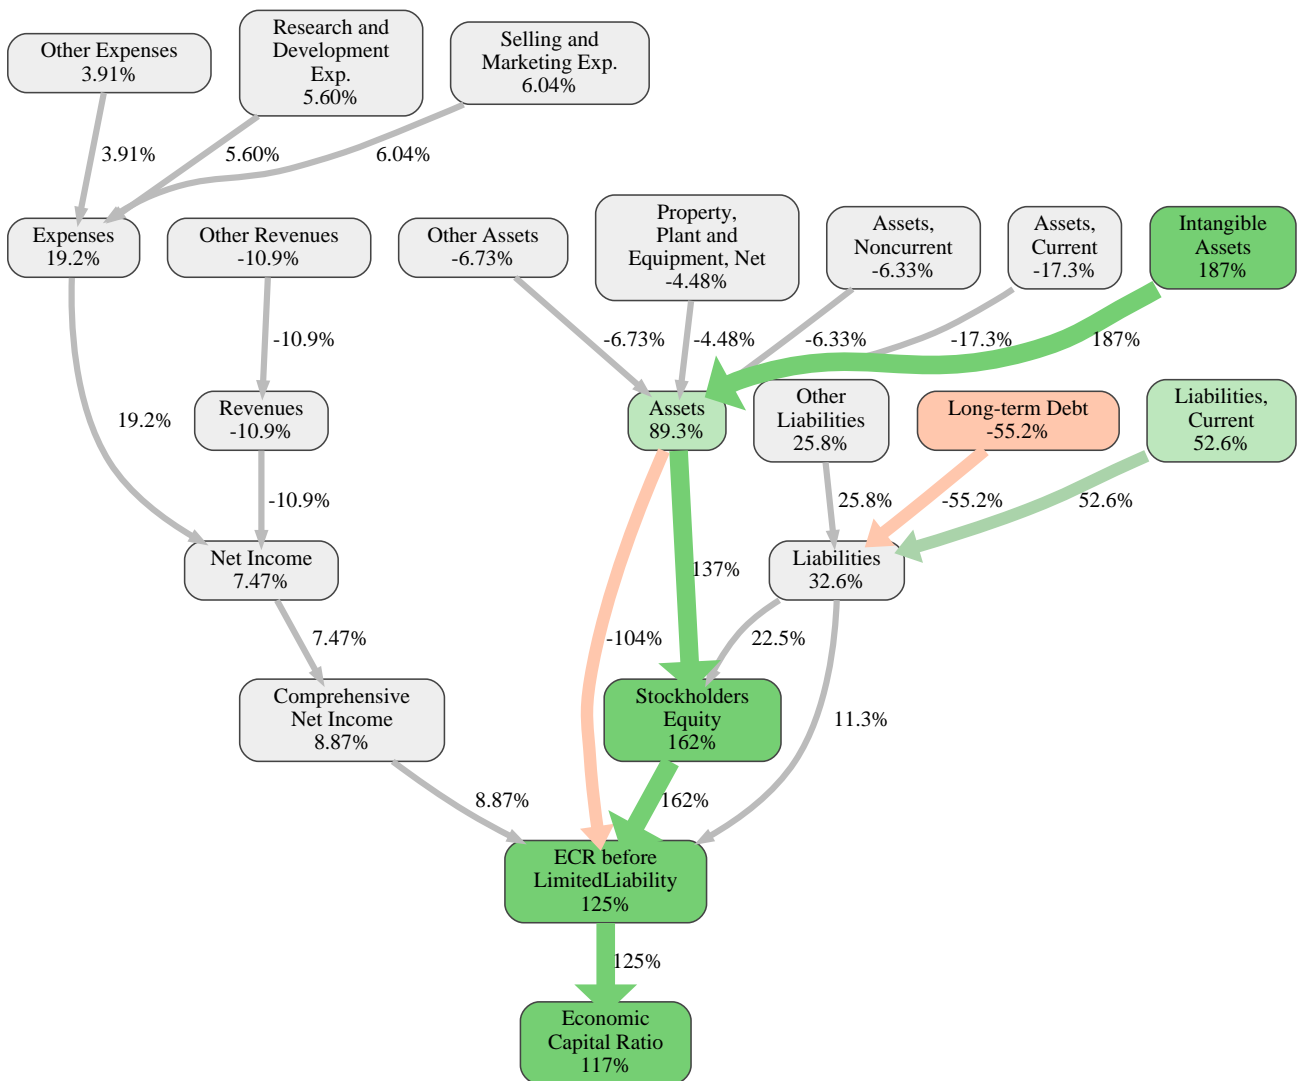 Other Expenses
3.91%
Research and
Development
Exp.
5.60%
Selling and
Marketing Exp.
6.04%
3.91%
5.60%
6.04%
Expenses
19.2%
Other Revenues
-10.9%
Other Assets
-6.73%
Property,
Plant and
Equipment, Net
-4.48%
Assets,
Noncurrent
-6.33%
Assets,
Current
-17.3%
Intangible
Assets
187%
-10.9%
-6.73%
-4.48%
-6.33%
-17.3%
187%
19.2%
Revenues
-10.9%
Assets
89.3%
Other
Liabilities
25.8%
Long-term Debt
-55.2%
Liabilities,
Current
52.6%
-10.9%
25.8%
-55.2%
52.6%
Net Income
7.47%
137%
Liabilities
32.6%
7.47%
-104%
22.5%
Comprehensive
Net Income
8.87%
Stockholders
Equity
162%
11.3%
8.87%
162%
ECR before
LimitedLiability
125%
125%
Economic
Capital Ratio
117%